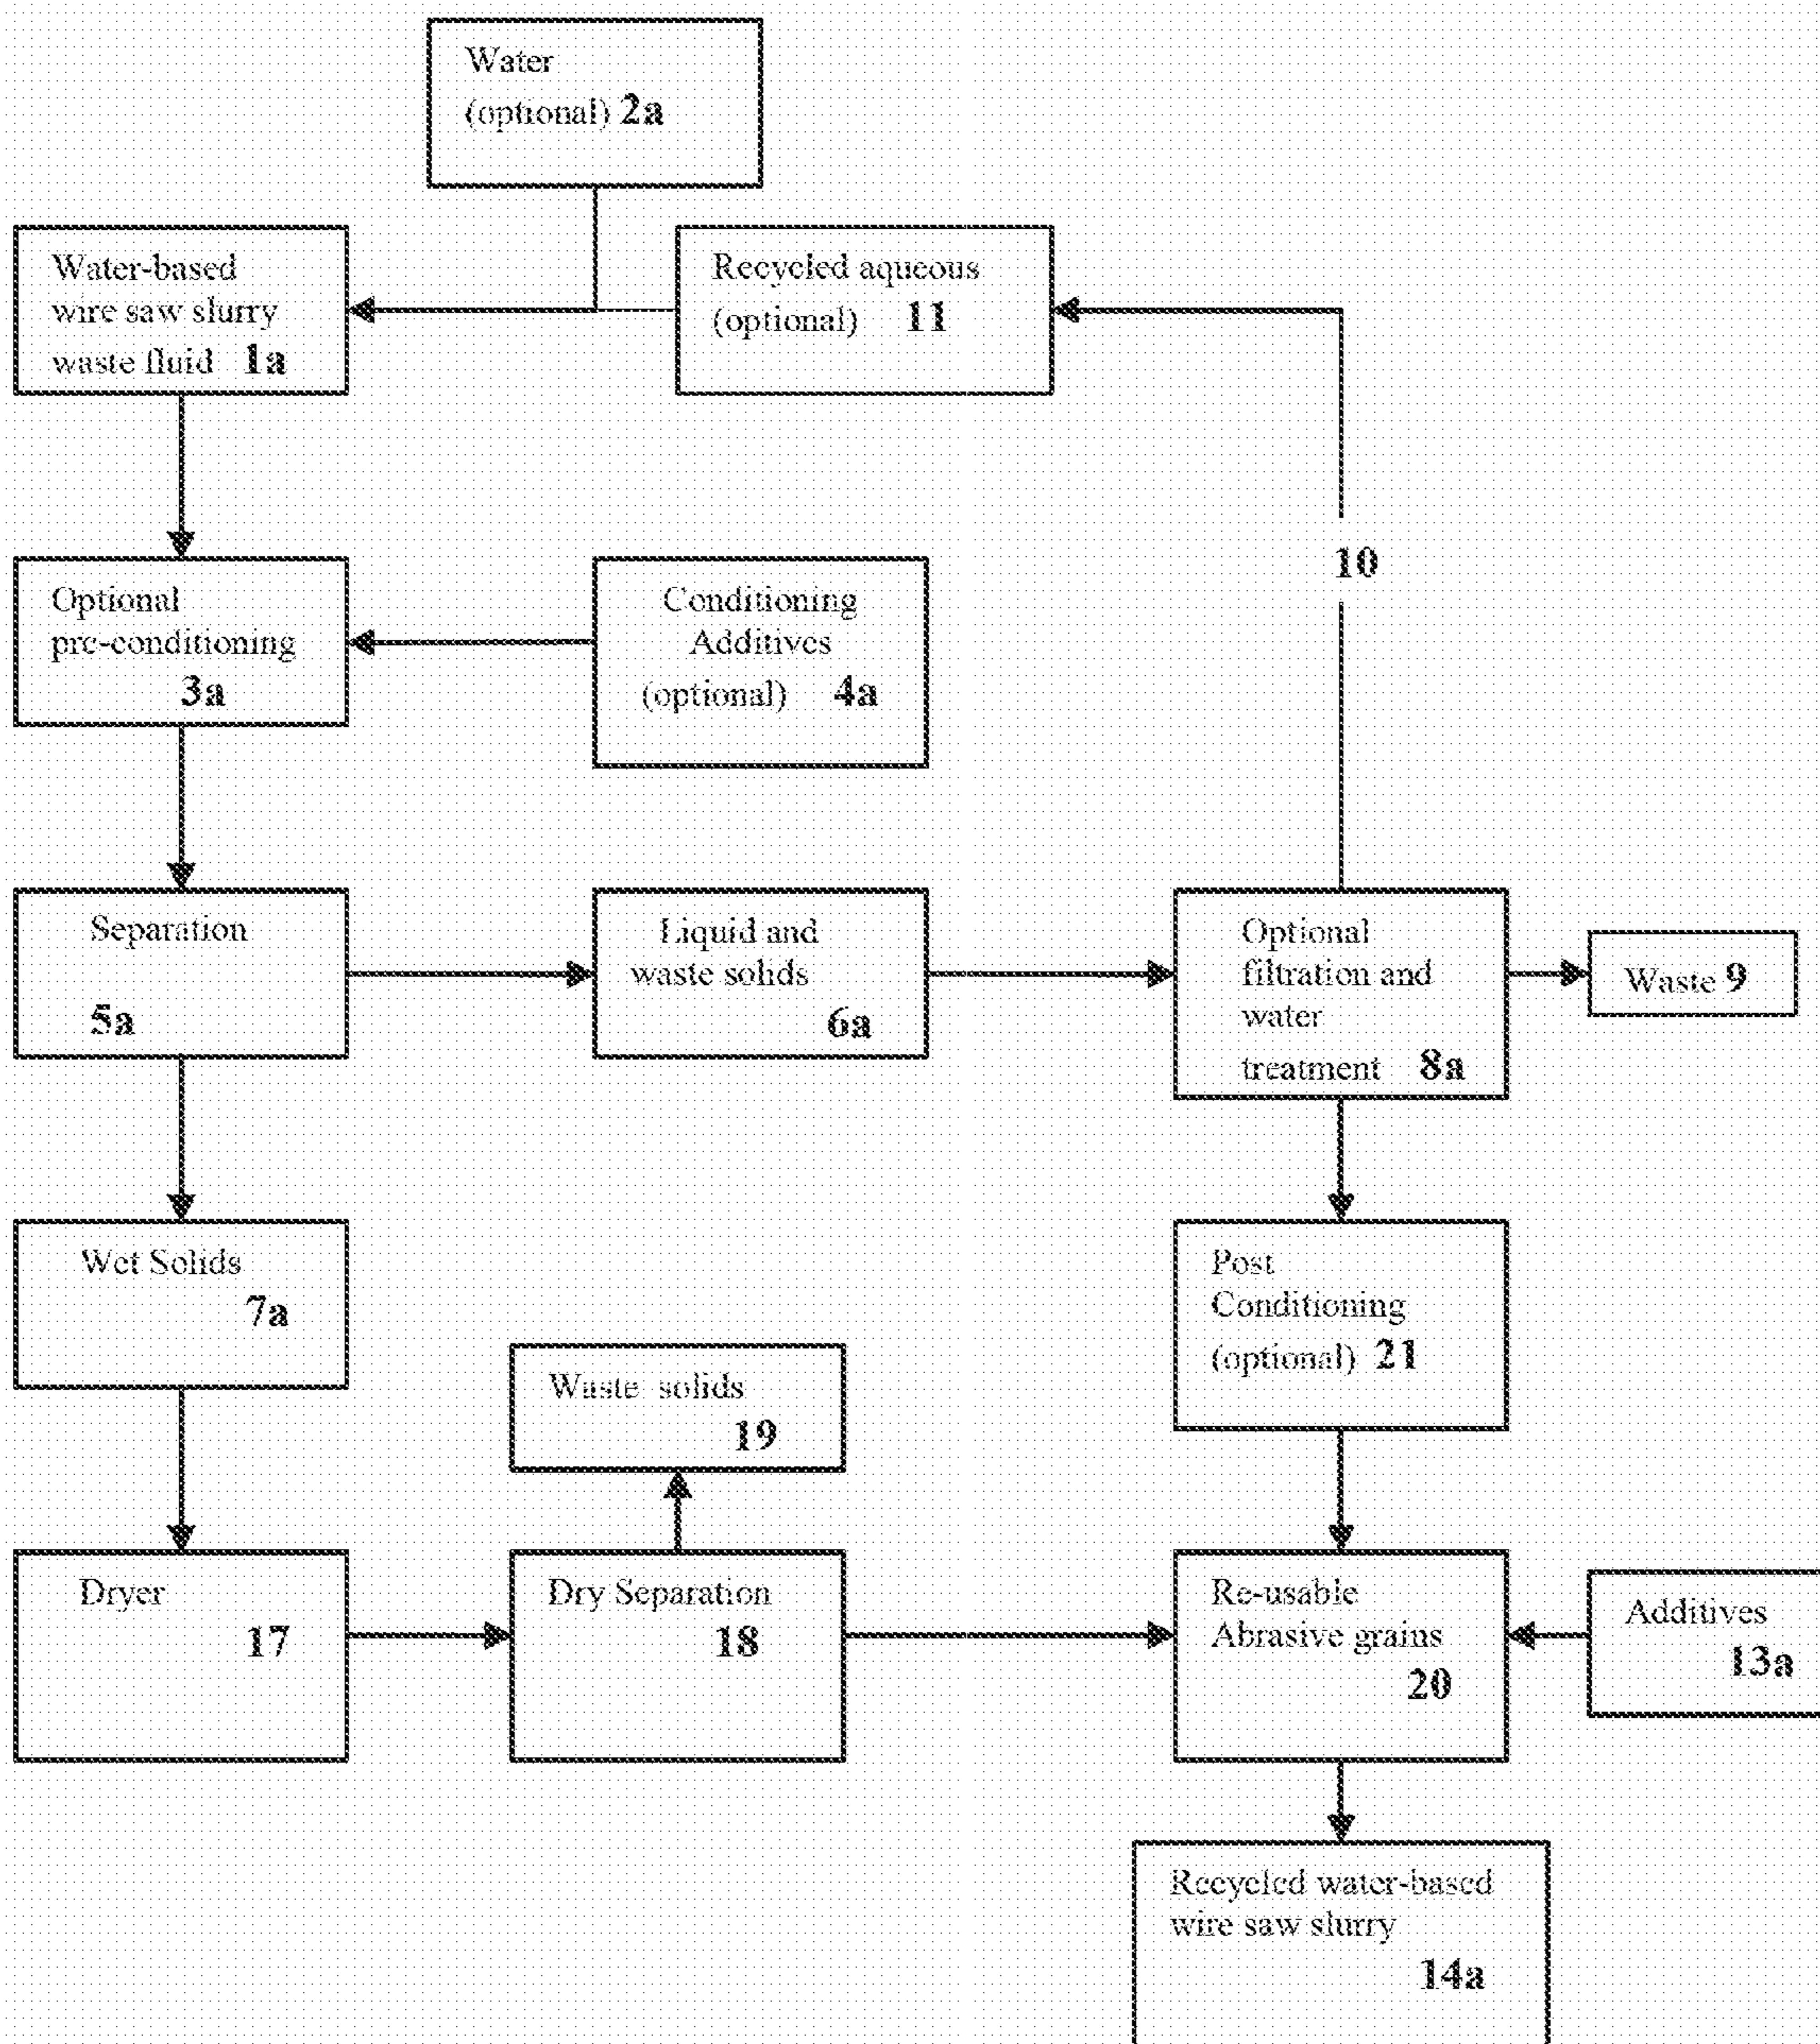 Water
(optional) 2a
Water-based
wire saw slurry
waste fluid 1a
Recycled aqueous
(optional) 11
10
Optional
pre-conditioning
3a
Conditioning
Additives
(optional) 4a
Separation
5a
Liquid and
waste solids
6a
Optional
filtration and
water
treatment 8a
Waste 9
Wet Solids
7a
Waste solids
19
Post
Conditioning
(optional) 21
Dryer
17
Dry Separation
18
Re-usable
Abrasive grains
20
Additives
13a
Recycled water-based
wire saw slurry
14a